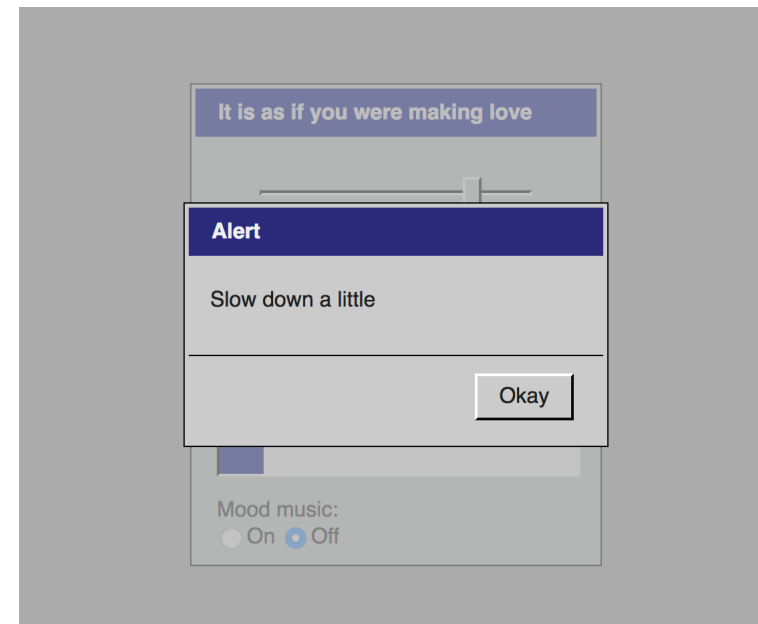 It is as if you were making love
Alert
Slow down a little
Okay
Mood music:
On Off